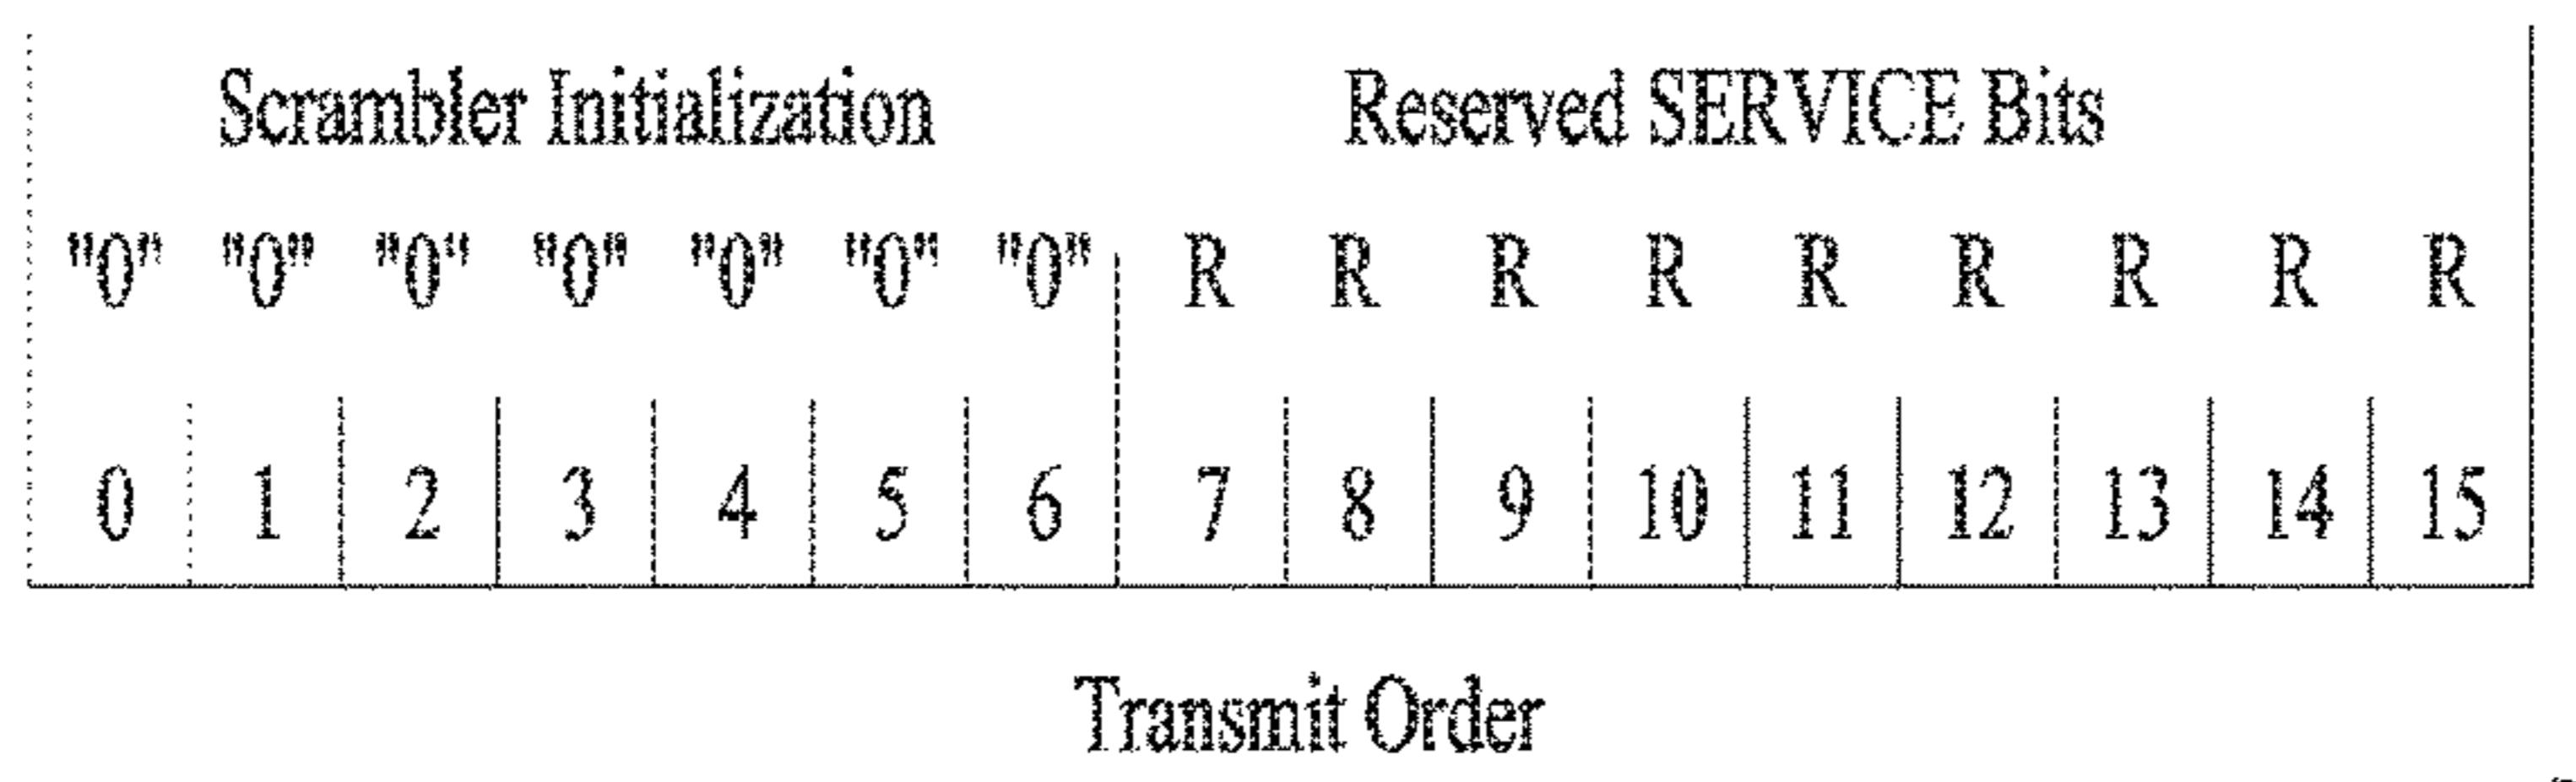 Scrambler Initialization Reserved SERVICE Bits
"0" "0" "0" "0" "0" "0" "0" R R R R R R R R R
0 1 2 3 4 5 6 7 8 9 10 11 12 13 14 15
Transmit Order